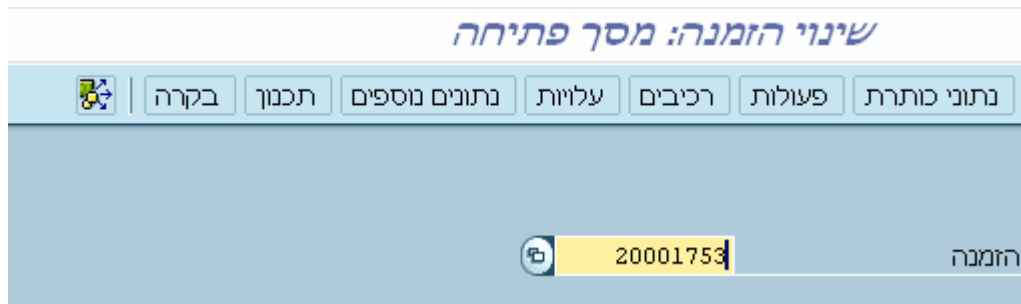 שינוי הזמנה: מסך פתיחה
נתוני כותרת פעולות רכיבים עלויות נתונים נוספים תכנון בקרה
הזמנה 20001753